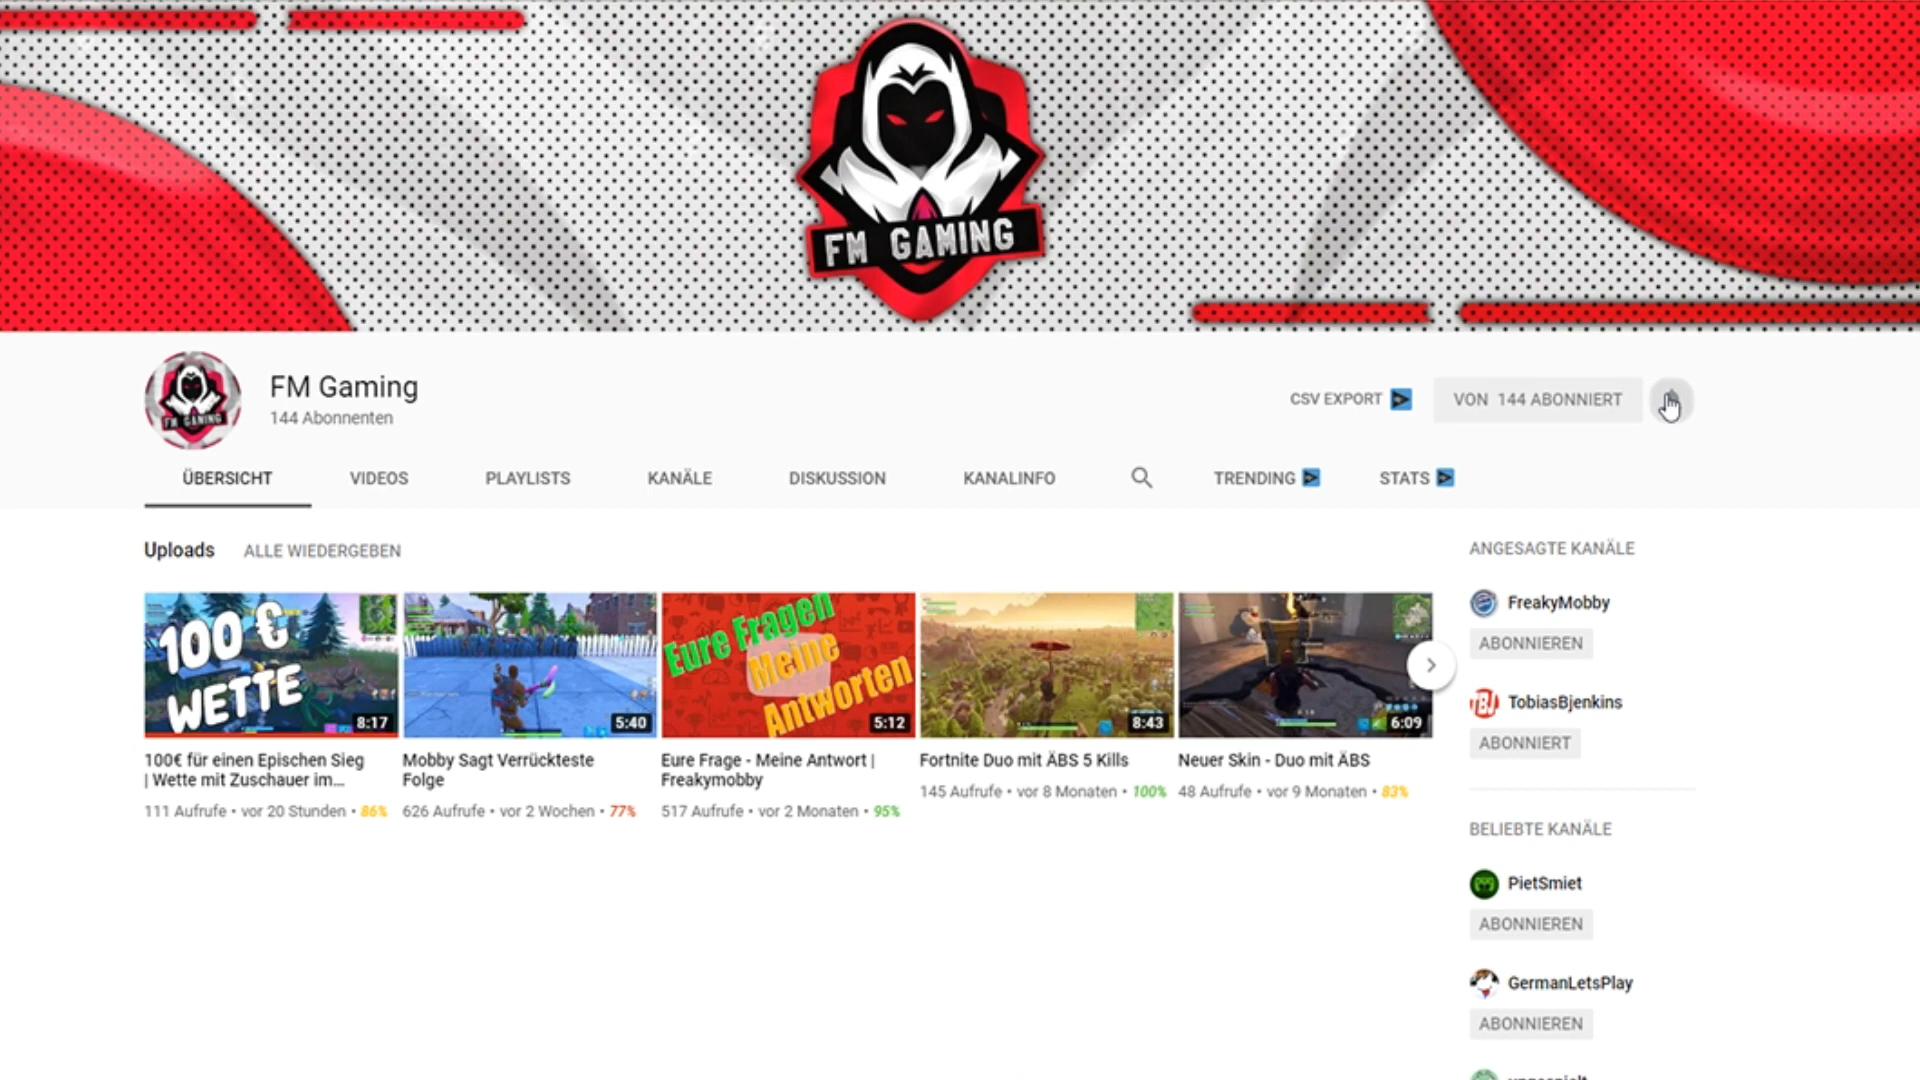 FM GAMING
FM GAMING
FM Gaming
144 Abonnenten
CSV EXPORT
VON 144 ABONNIERT
ÜBERSICHT
VIDEOS
PLAYLISTS
KANÄLE
DISKUSSION
KANALINFO
TRENDING
STATS
Uploads
ALLE WIEDERGEBEN
100 €
WETTE
8:17
100€ für einen Epischen Sieg
| Wette mit Zuschauer im...
111 Aufrufe • vor 20 Stunden • 86%
5:40
Mobby Sagt Verrückteste
Folge
626 Aufrufe • vor 2 Wochen • 77%
Eure Fragen
Meine
Antworten
5:12
Eure Frage - Meine Antwort |
Freakymobby
517 Aufrufe • vor 2 Monaten • 95%
8:43
Fortnite Duo mit ÄBS 5 Kills
145 Aufrufe • vor 8 Monaten • 100%
6:09
Neuer Skin - Duo mit ÄBS
48 Aufrufe • vor 9 Monaten • 83%
ANGESAGTE KANÄLE
FreakyMobby
ABONNIEREN
TBJ
TobiasBjenkins
ABONNIERT
BELIEBTE KANÄLE
PietSmiet
ABONNIEREN
GermanLetsPlay
ABONNIEREN